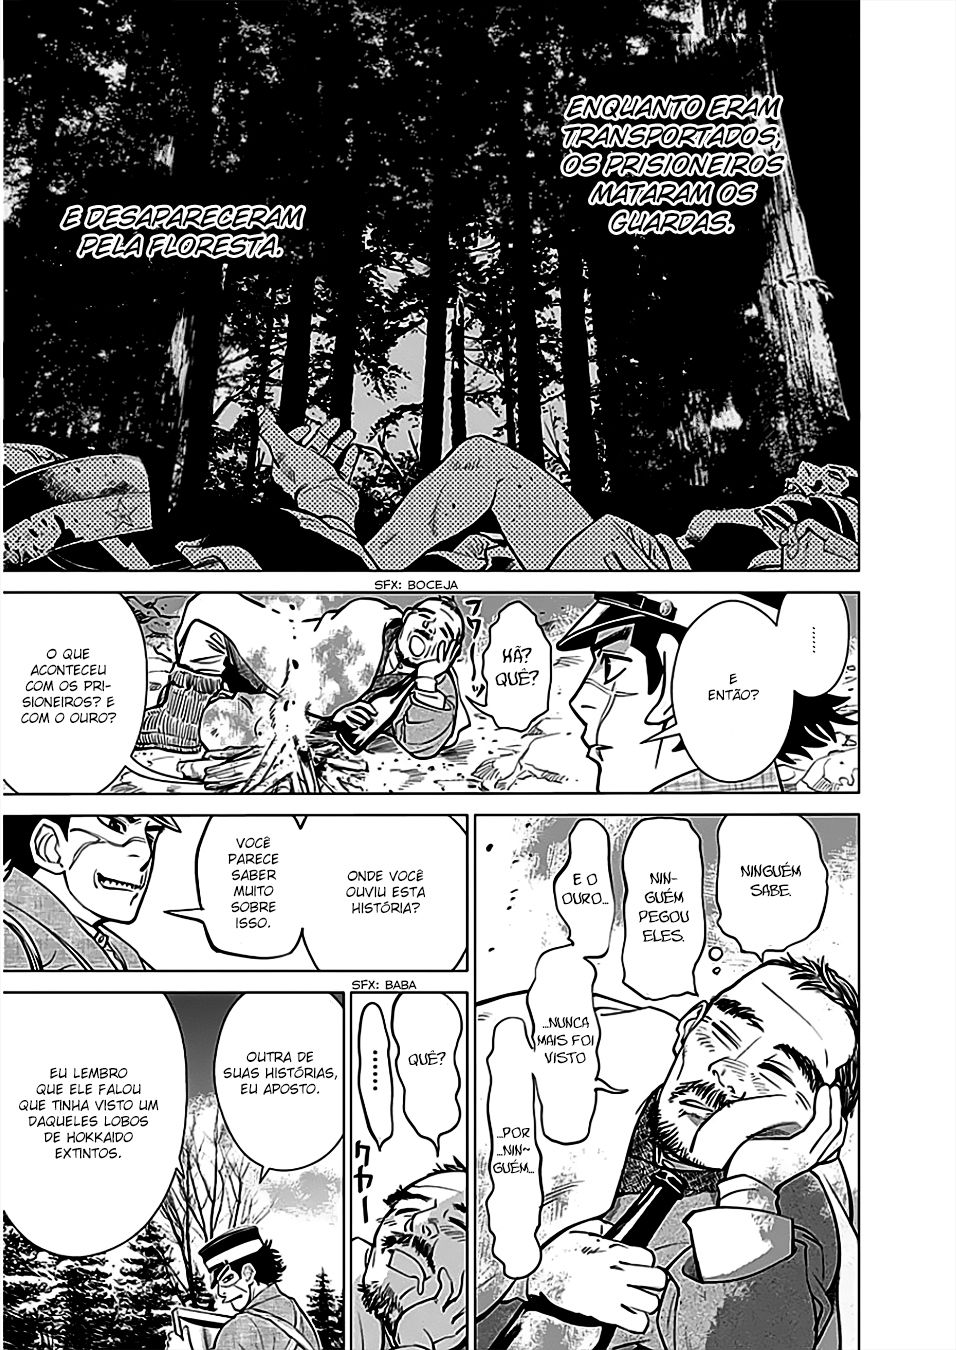 ENQUANTO ERAM
TRANSPORTADOS,
OS PRISIONEIROS
MATARAM OS
GUARDAS.
E DESAPARECERAM
PELA FLORESTA.
SFX: BOCEJA
.......
E
ENTÃO?
HÃ?
QUÊ?
クワッ
O QUE
ACONTECEU
COM OS PRI-
SIONEIROS? E
COM O OURO?
NINGUÉM
SABE.
NIN-
GUÉM
PEGOU
ELES.
E O
OURO...
...NUNCA
MAIS FOI
VISTO
...POR
...NIN~
GUÉM...
ONDE VOCÊ
OUVIU ESTA
HISTÓRIA?
VOCÊ
PARECE
SABER
MUITO
SOBRE
ISSO.
SFX: BABA
QUÊ?
......
クカー
OUTRA DE
SUAS HISTÓRIAS,
EU APOSTO.
EU LEMBRO
QUE ELE FALOU
QUE TINHA VISTO UM
DAQUELES LOBOS
DE HOKKAIDO
EXTINTOS.